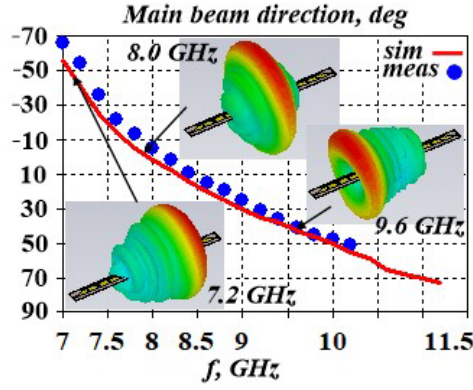 Main beam direction, deg
-70
-50
-30
-10
10
30
50
70
90
8.0 GHz
sim
meas
9.6 GHz
7.2 GHz
7 7.5 8 8.5 9 10 11.5
f, GHz